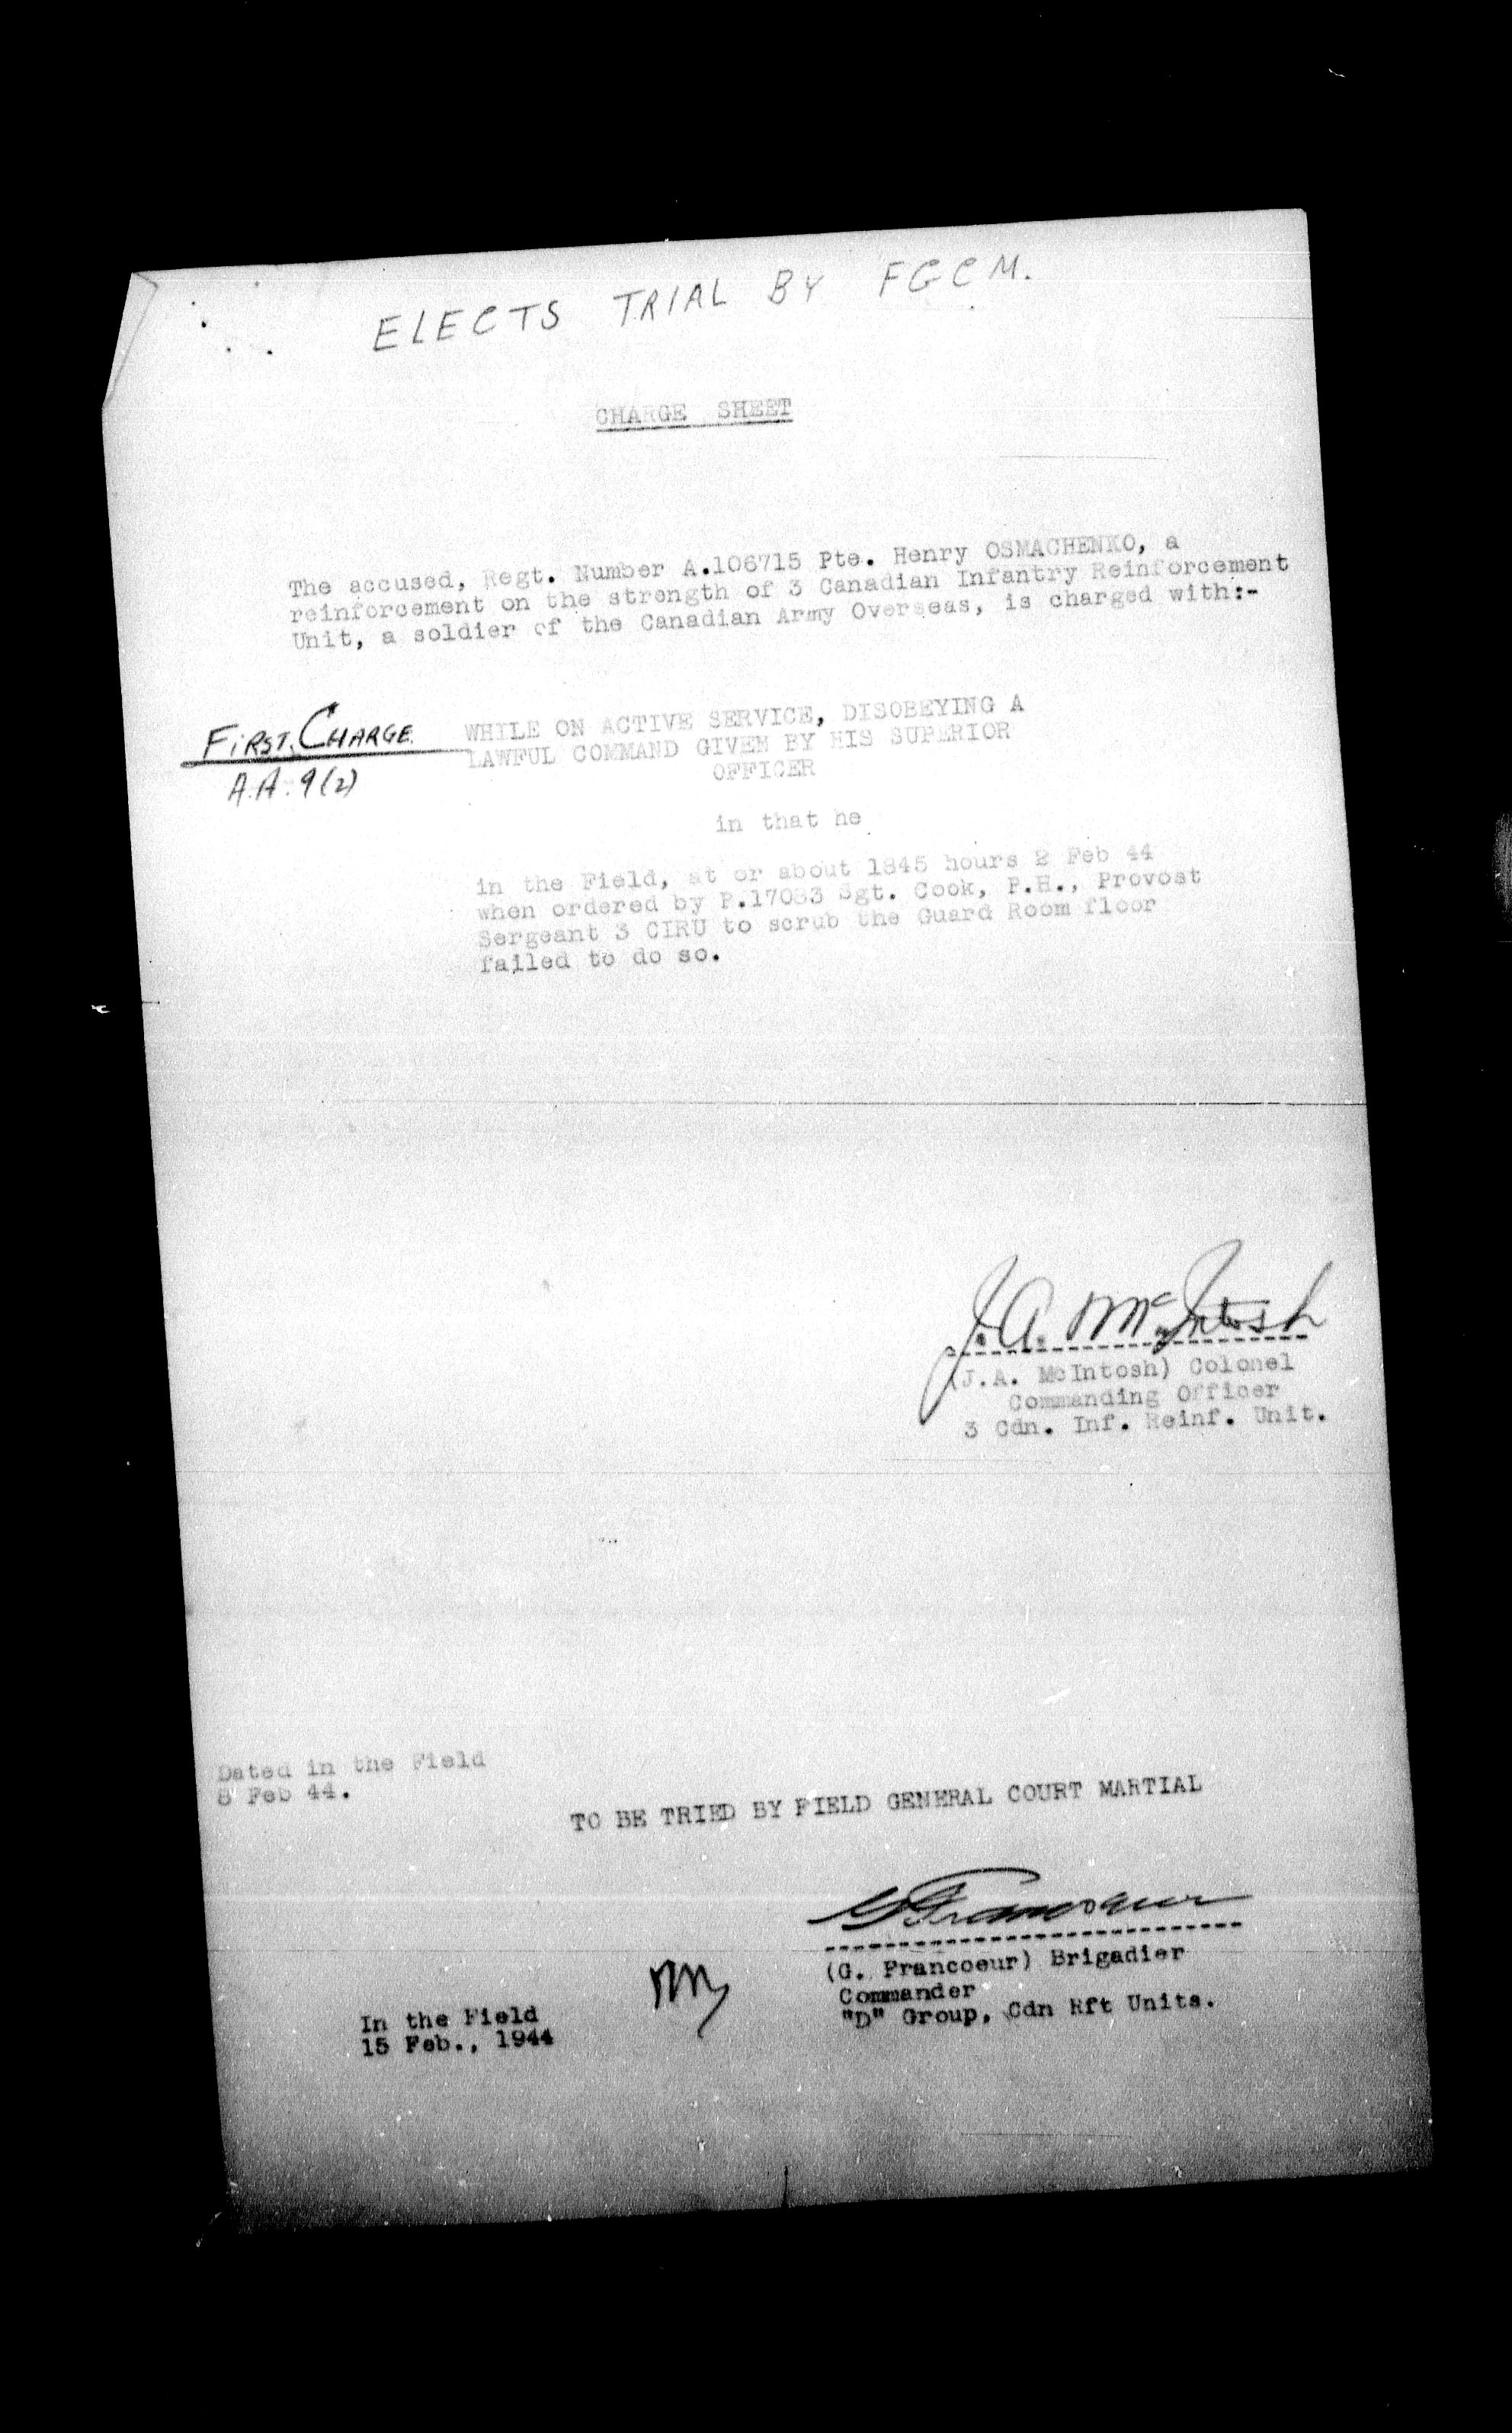 ELECTS TRIAL BY FGCM.
CHARGE SHEET
The accused, Regt. Number A.106715 Pte. Henry OSMACHENKO, a
reinforcement on the strength of 3 Canadian Infantry Reinforcement
Unit, a soldier of the Canadian Army Overseas, is charged with:-
FIRST CHARGE
A.A. 9(2)
WHILE ON ACTIVE SERVICE, DISOBEYING A
LAWFUL COMMAND GIVEN BY HIS SUPERIOR
OFFICER
in that he
in the Field, at or about 1845 hours 2 Feb 44
when ordered by P.17083 Sgt. Cook, P.H., Provost
Sergeant 3 CIRU to scrub the Guard Room floor
failed to do so.
J.A. McIntosh
(J.A. McIntosh) Colonel
Commanding Officer
3 Cdn. Inf. Reinf. Unit.
Dated in the Field
8 Feb 44.
TO BE TRIED BY FIELD GENERAL COURT MARTIAL
G Francoeur
(G. Francoeur) Brigadier
Commander
"D" Group, Cdn Rft Units.
In the Field
15 Feb., 1944